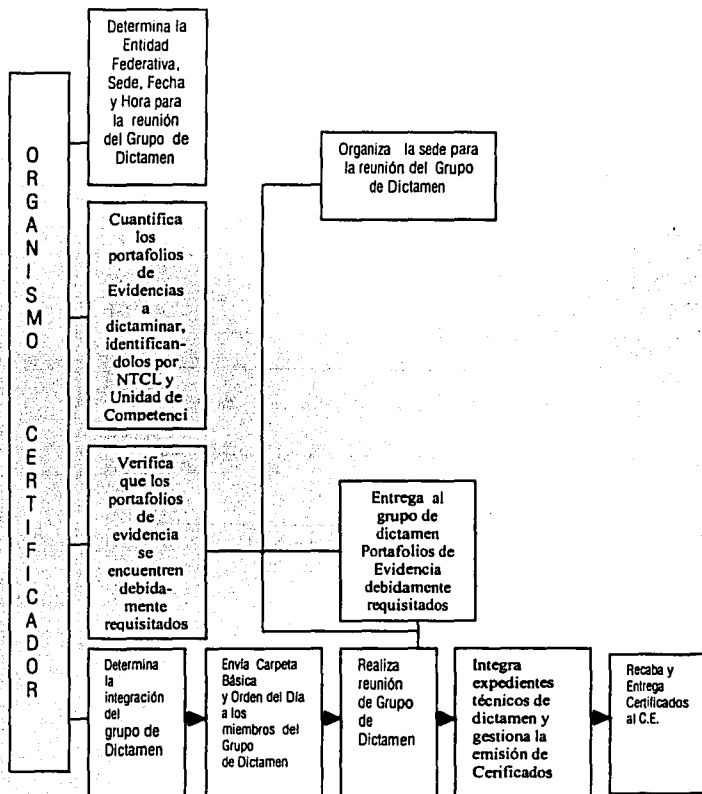 ORGANISMO CERTIFICADOR
Determina la
Entidad
Federativa,
Sede, Fecha
y Hora para
la reunión
del Grupo de
Dictamen
Organiza la sede para
la reunión del Grupo
de Dictamen
Cuantifica
los
portafolios
de
Evidencias
a
dictaminar,
identifican-
dolos por
NTCL y
Unidad de
Competenci
Verifica
que los
portafolios
de
evidencia
se
encuentren
debida-
mente
requisitados
Entrega al
grupo de
dictamen
Portafolios de
Evidencia
debidamente
requisitados
Determina
la
integración
del
grupo de
Dictamen
Envía Carpeta
Básica
y Orden del Día
a los
miembros del
Grupo
de Dictamen
Realiza
reunión
de Grupo
de
Dictamen
Integra
expedientes
técnicos de
dictamen y
gestiona la
emisión de
Cerificados
Recaba y
Entrega
Certificados
al C.E.